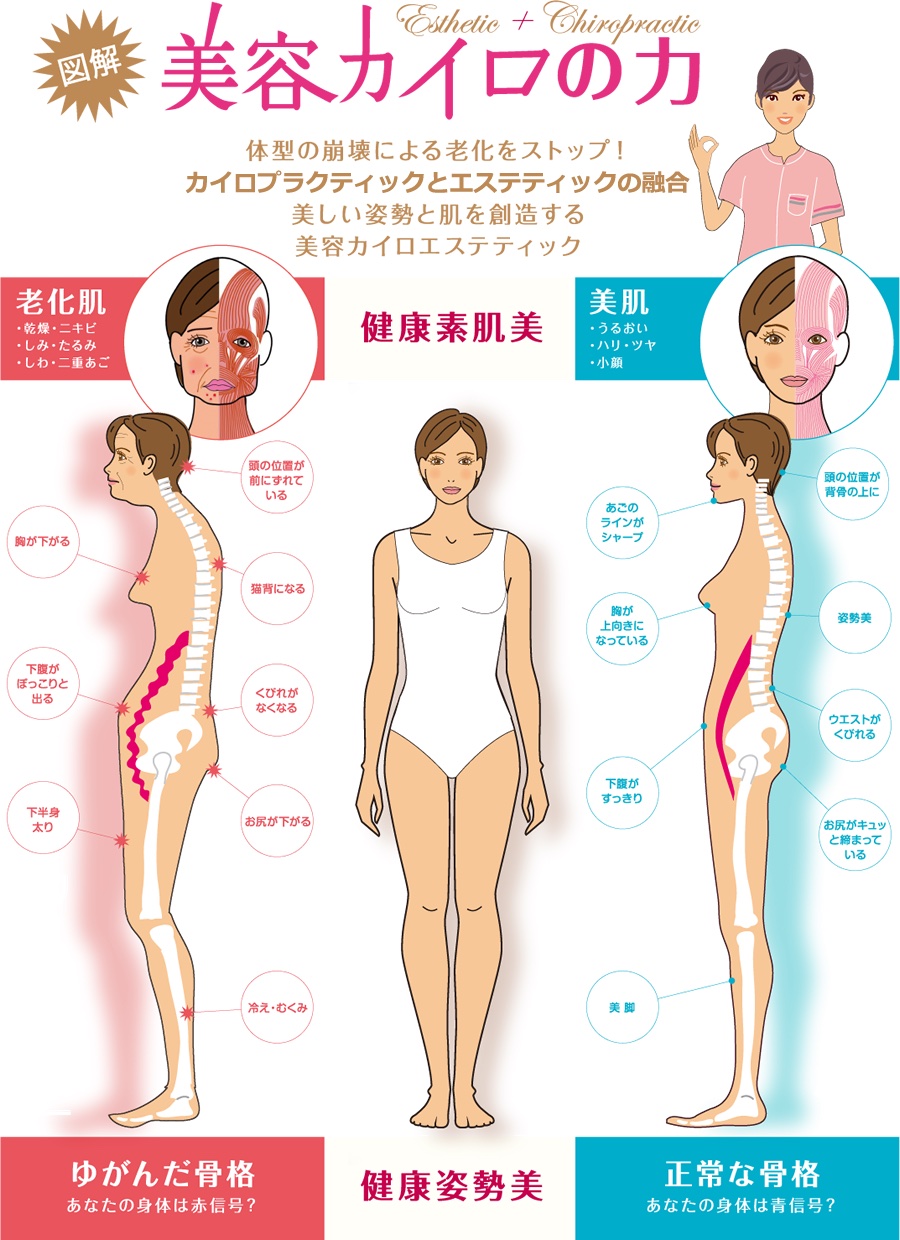 Esthetic + Chiropractic
図解
美容カイロの力
体型の崩壊による老化をストップ！
カイロプラクティックとエステティックの融合
美しい姿勢と肌を創造する
美容カイロエステティック
老化肌
・乾燥・ニキビ
・しみ・たるみ
・しわ・二重あご
健康素肌美
美肌
・うるおい
・ハリ・ツヤ
・小顔
頭の位置が
前にずれて
いる
胸が下がる
猫背になる
下腹が
ぽっこりと
出る
くびれが
なくなる
下半身
太り
お尻が下がる
冷え・むくみ
頭の位置が
背骨の上に
あごの
ラインが
シャープ
胸が
上向きに
なっている
姿勢美
ウエストが
くびれる
下腹が
すっきり
お尻がキュッ
と締まって
いる
美脚
ゆがんだ骨格
あなたの身体は赤信号？
健康姿勢美
正常な骨格
あなたの身体は青信号？